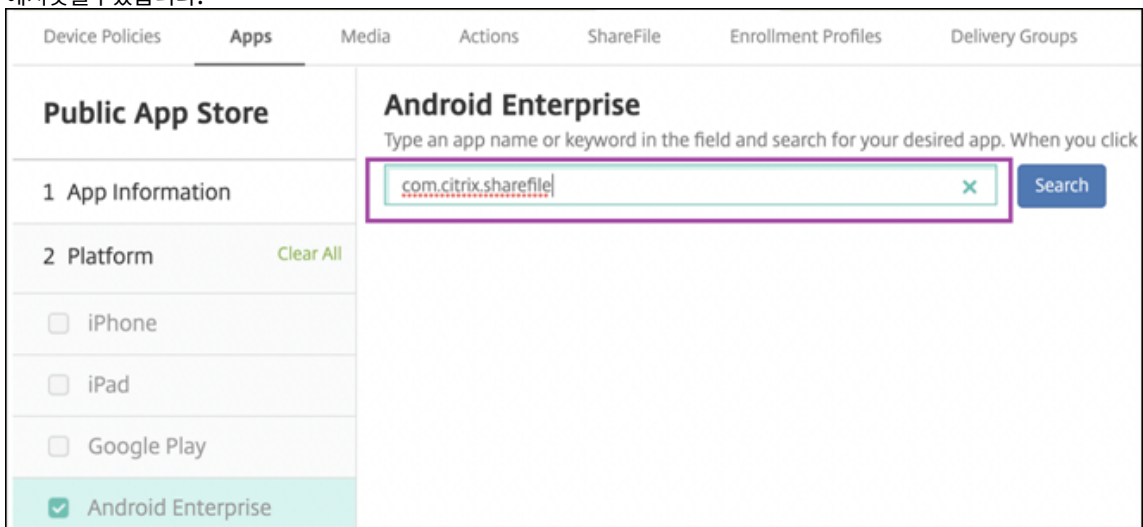 Device Policies Apps Media Actions ShareFile Enrollment Profiles Delivery Groups
Public App Store
1 App Information
2 Platform Clear All
iPhone
iPad
Google Play
Android Enterprise
Android Enterprise
Type an app name or keyword in the field and search for your desired app. When you click
com.citrix.sharefile
Search